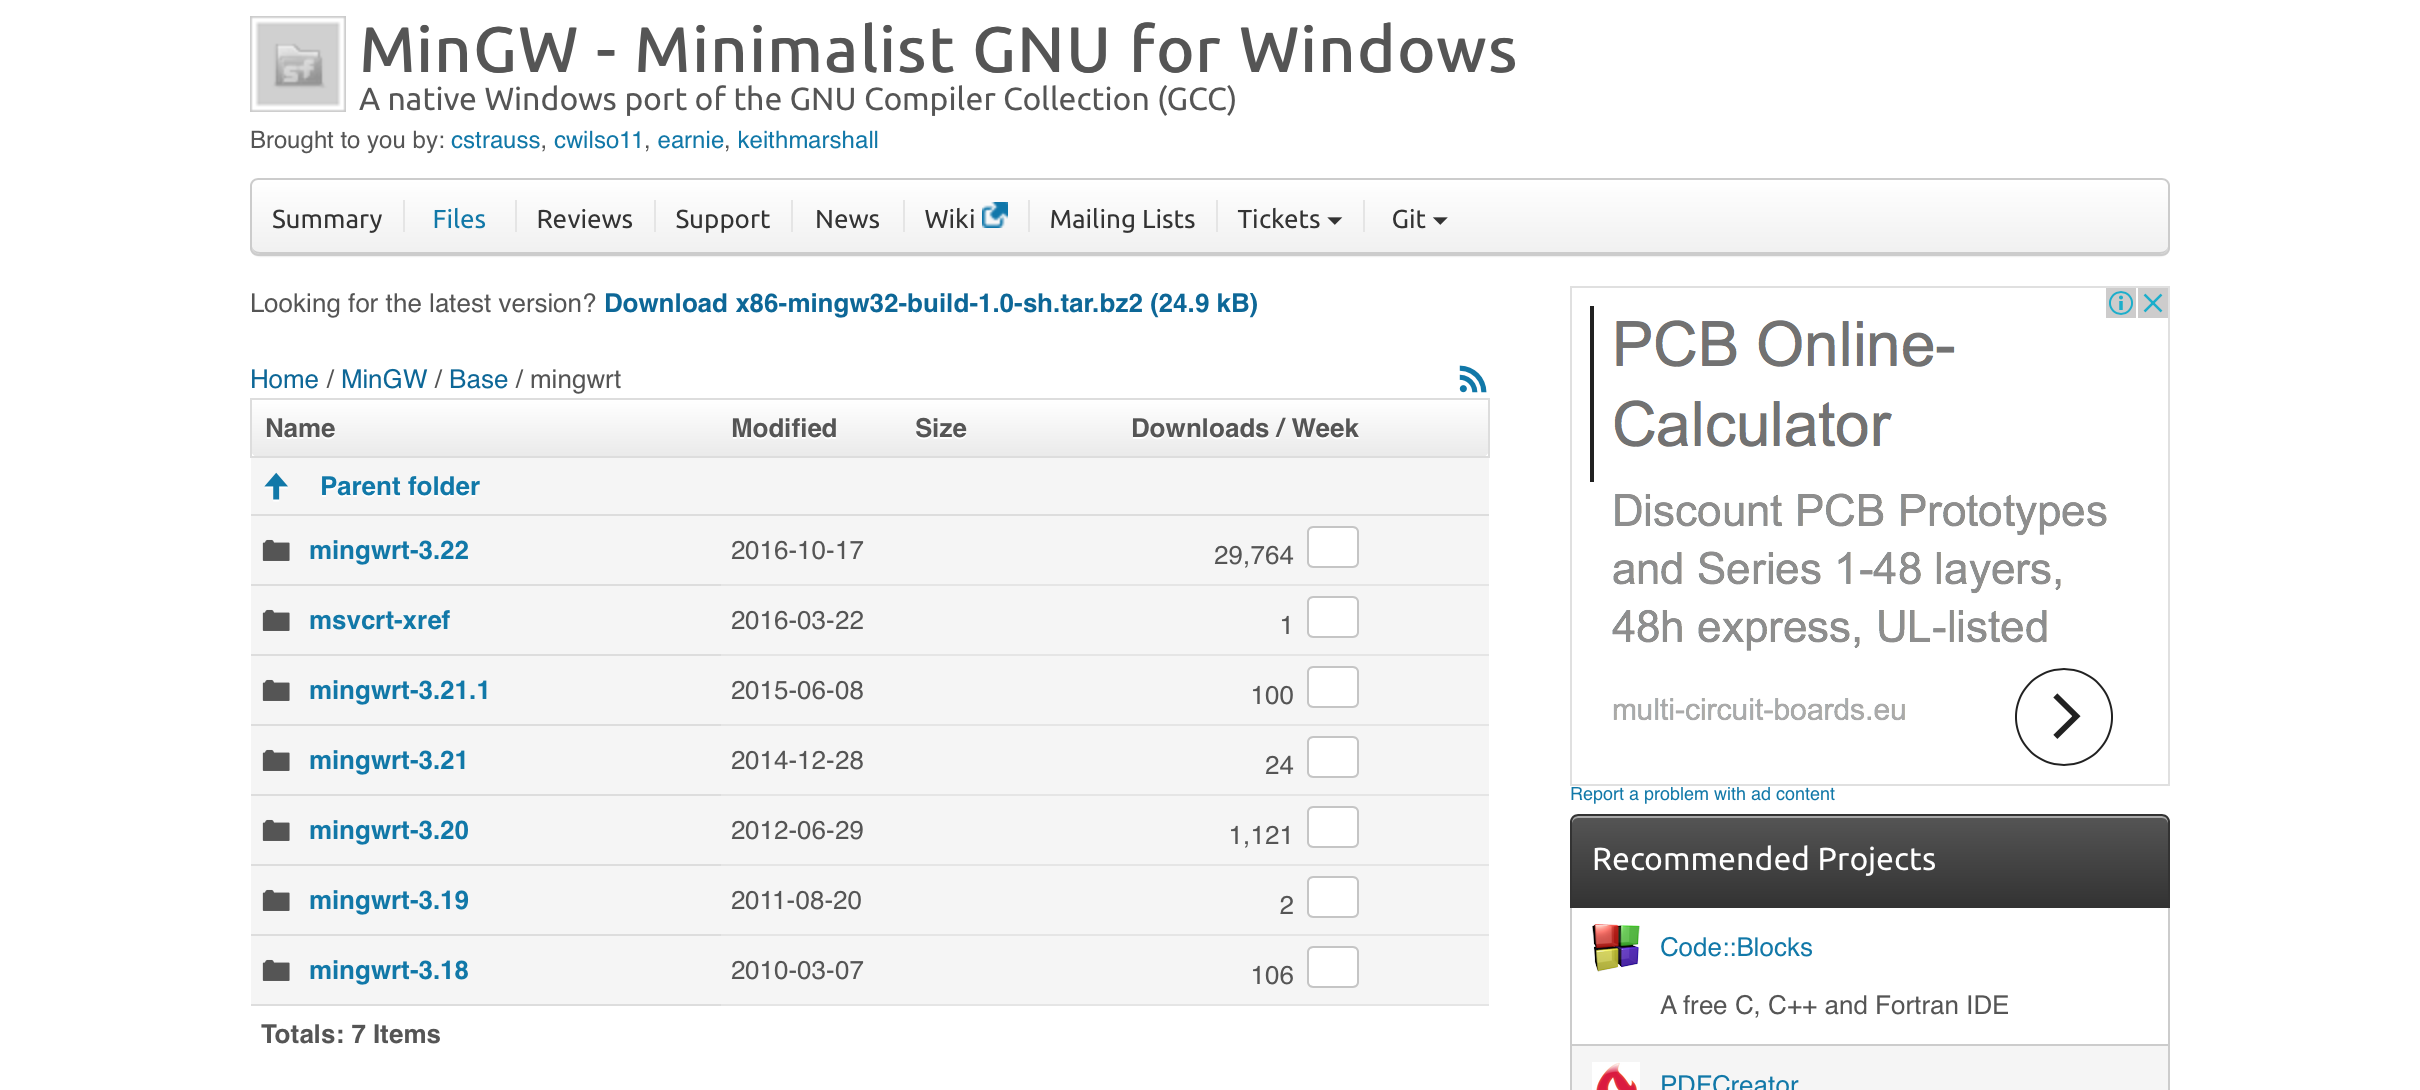 sf
MinGW - Minimalist GNU for Windows
A native Windows port of the GNU Compiler Collection (GCC)
Brought to you by: cstrauss, cwilso11, earnie, keithmarshall
Summary Files Reviews Support News Wiki Mailing Lists Tickets Git
Looking for the latest version? Download x86-mingw32-build-1.0-sh.tar.bz2 (24.9 kB)
Home / MinGW / Base / mingwrt
Name Modified Size Downloads / Week
Parent folder
mingwrt-3.22 2016-10-17 29,764
msvcrt-xref 2016-03-22 1
mingwrt-3.21.1 2015-06-08 100
mingwrt-3.21 2014-12-28 24
mingwrt-3.20 2012-06-29 1,121
mingwrt-3.19 2011-08-20 2
mingwrt-3.18 2010-03-07 106
Totals: 7 Items
PCB Online-
Calculator
Discount PCB Prototypes
and Series 1-48 layers,
48h express, UL-listed
multi-circuit-boards.eu
Report a problem with ad content
Recommended Projects
Code::Blocks
A free C, C++ and Fortran IDE
PDFCreator